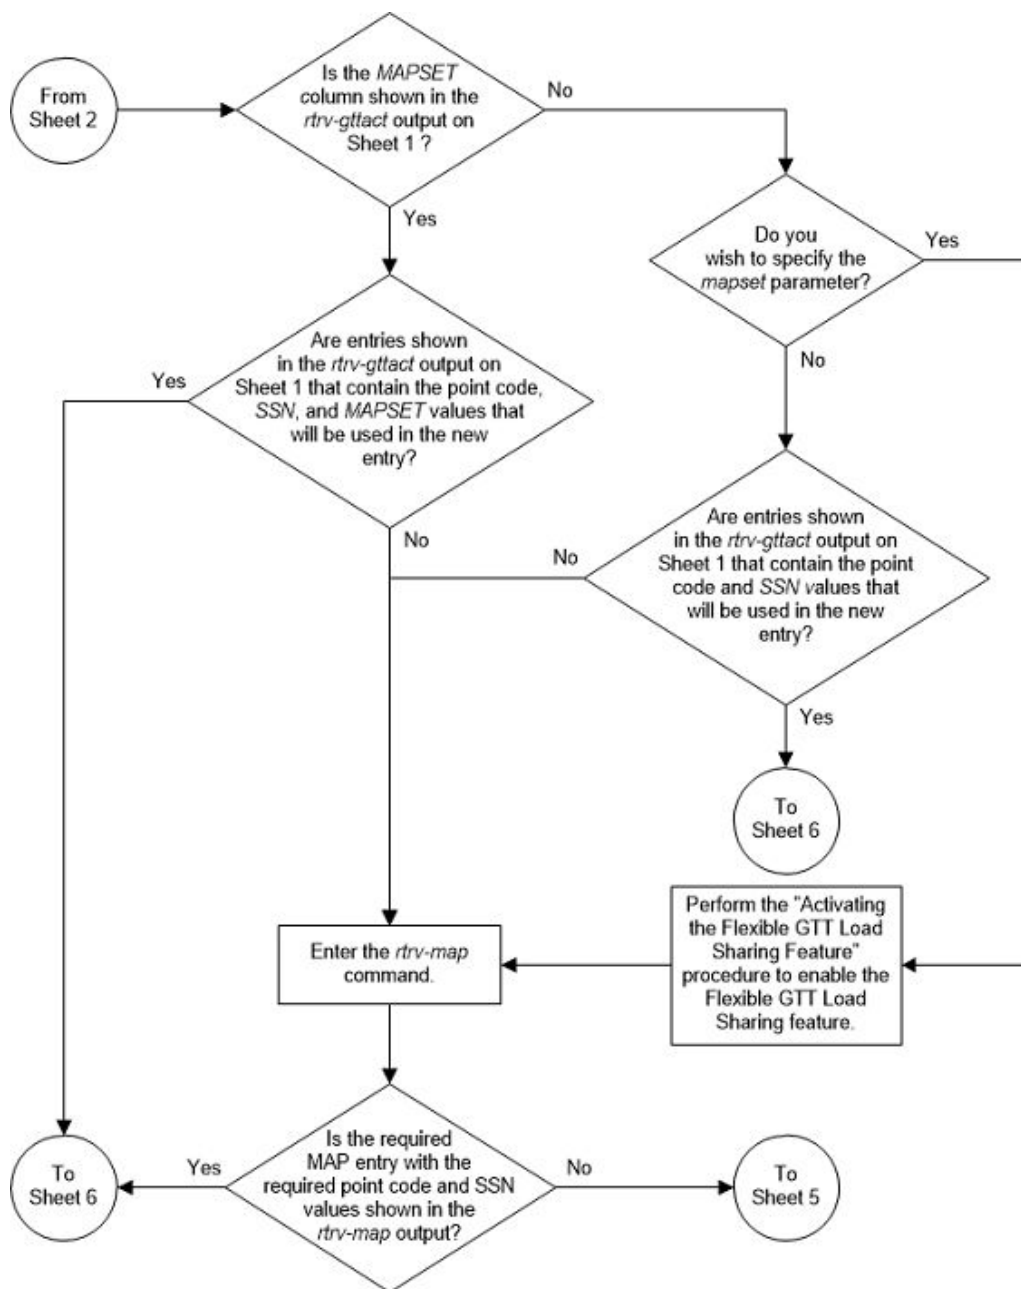 From
Sheet 2
Is the MAPSET
column shown in the
rtrv-gttact output on
Sheet 1 ?
No
Yes
Do you
wish to specify the
mapset parameter?
Yes
No
Are entries shown
in the rtrv-gttact output on
Sheet 1 that contain the point code,
SSN, and MAPSET values that
will be used in the new
entry?
Yes
No
Are entries shown
in the rtrv-gttact output on
Sheet 1 that contain the point
code and SSN values that
will be used in the new
entry?
No
Yes
To
Sheet 6
Perform the "Activating
the Flexible GTT Load
Sharing Feature"
procedure to enable the
Flexible GTT Load
Sharing feature.
Enter the rtrv-map
command.
Is the required
MAP entry with the
required point code and SSN
values shown in the
rtrv-map output?
Yes
No
To
Sheet 6
To
Sheet 5